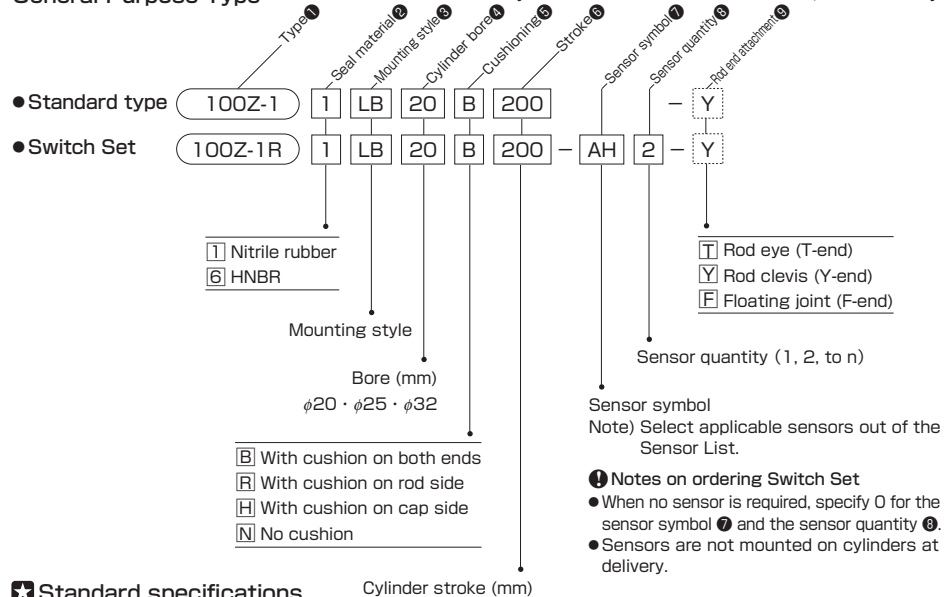 General Purpose Type
Type❶
Seal material❷
Mounting style❸
Cylinder bore❹
Cushioning❺
Stroke❻
Sensor symbol❼
Sensor quantity❽
Rod end attachment❾
●Standard type 100Z-1 1 LB 20 B 200 − Y
●Switch Set 100Z-1R 1 LB 20 B 200 − AH 2 − Y
1 Nitrile rubber
6 HNBR
T Rod eye (T-end)
Y Rod clevis (Y-end)
F Floating joint (F-end)
Mounting style
Sensor quantity (1, 2, to n)
Bore (mm)
φ20・φ25・φ32
Sensor symbol
Note) Select applicable sensors out of the
Sensor List.
B With cushion on both ends
R With cushion on rod side
H With cushion on cap side
N No cushion
Notes on ordering Switch Set
●When no sensor is required, specify 0 for the
sensor symbol ❼ and the sensor quantity ❽.
●Sensors are not mounted on cylinders at
delivery.
Cylinder stroke (mm)
Standard specifications